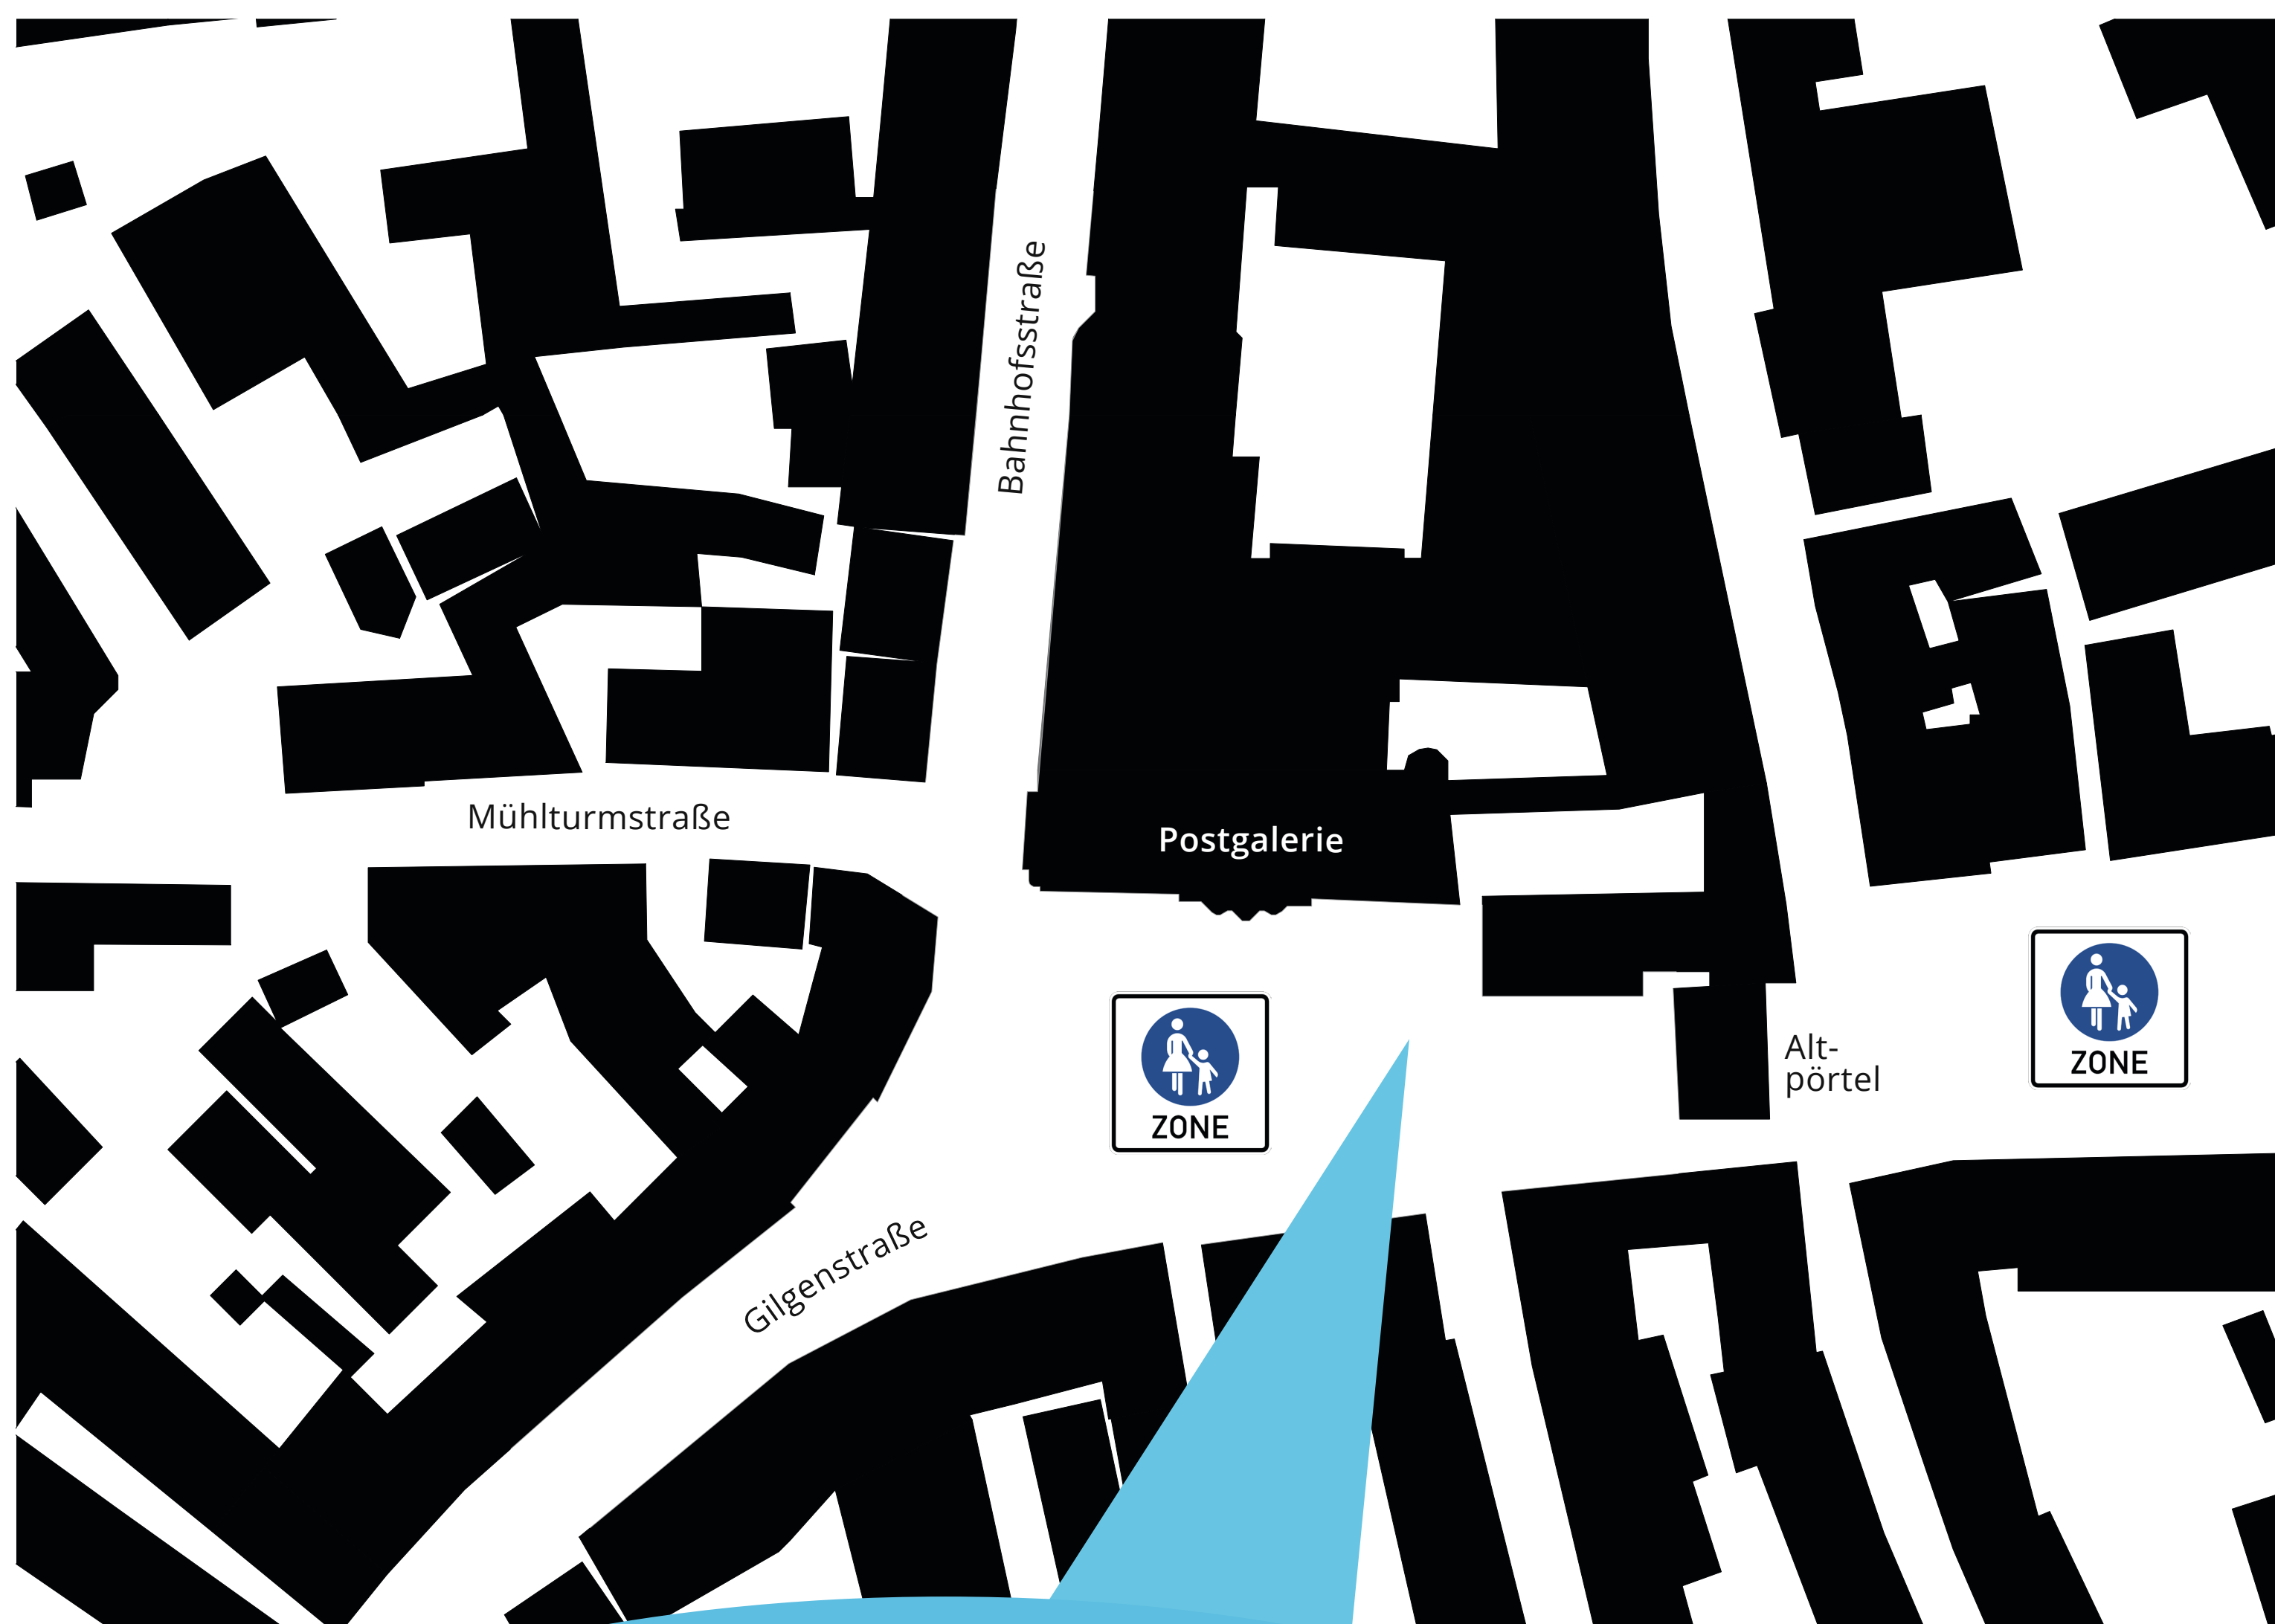 Bahnhofsstraße
Mühlturmstraße
Postgalerie
ZONE
Alt-
pörtel
ZONE
Gilgenstraße